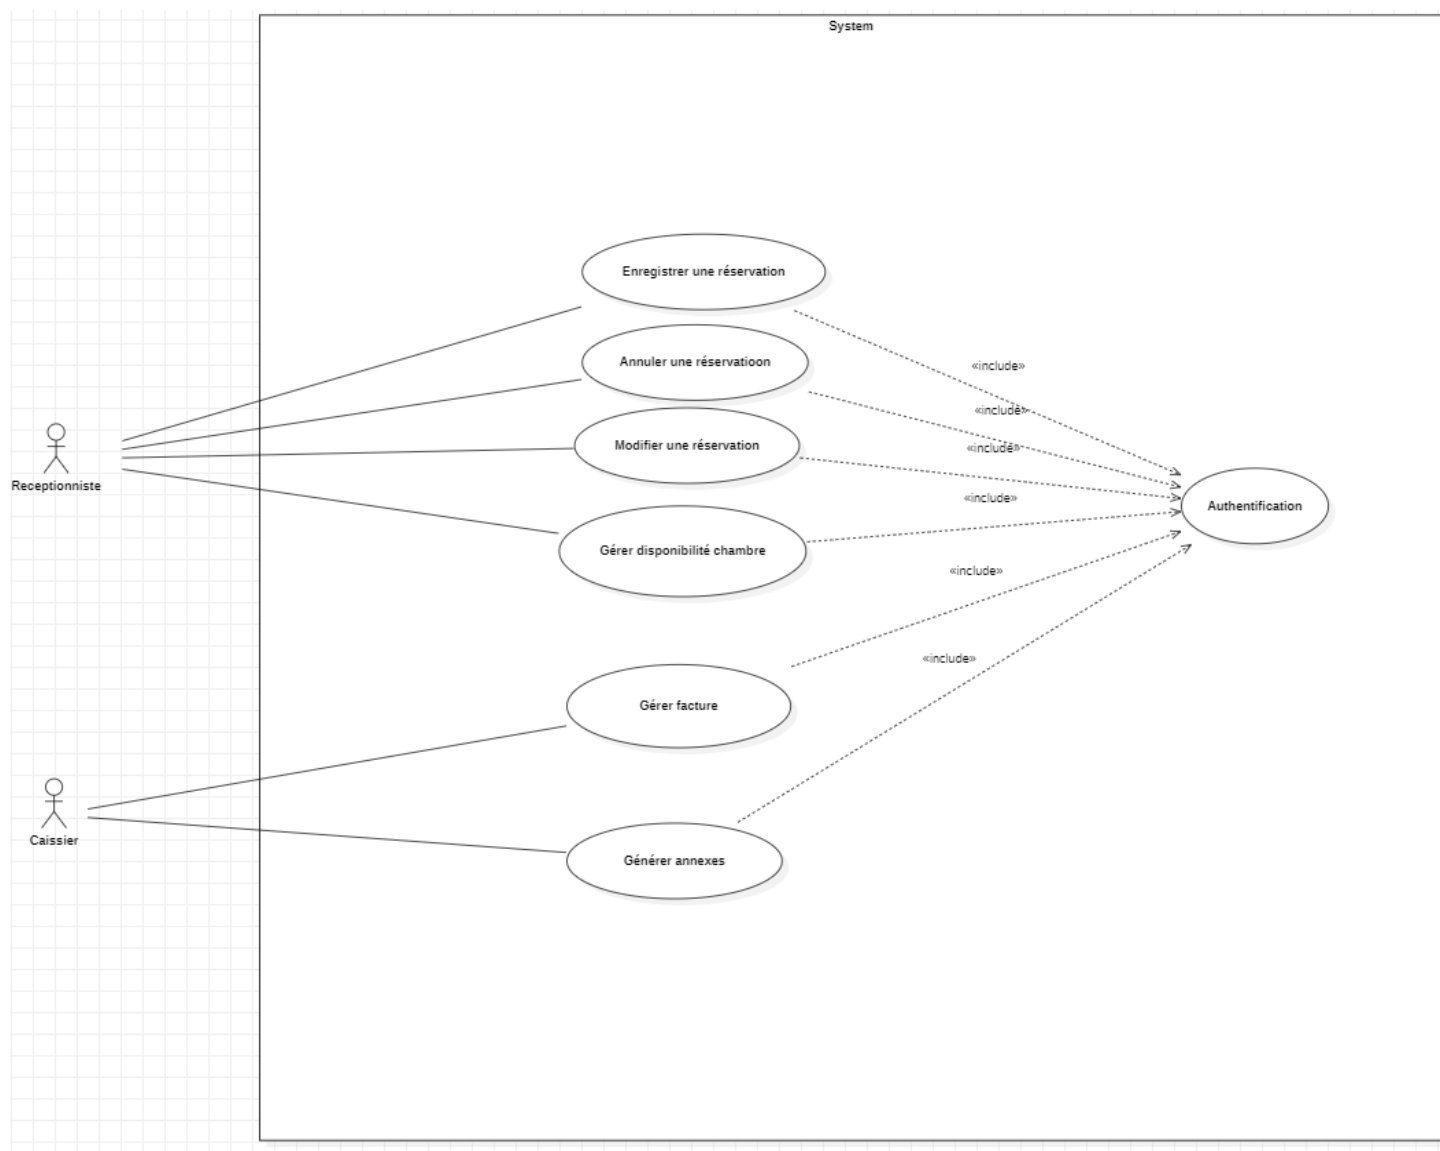 System
Enregistrer une réservation
Annuler une réservatioon
Modifier une réservation
Gérer disponibilité chambre
Gérer facture
Générer annexes
Authentification
Receptionniste
Caissier
«include»
«include»
«include»
«include»
«include»
«include»